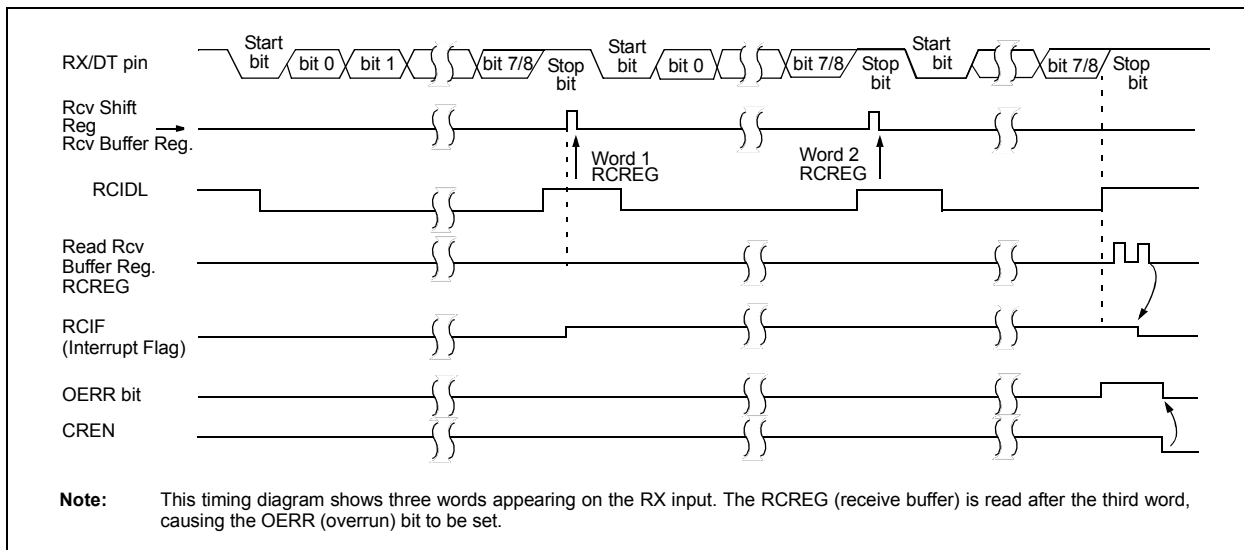 RX/DT pin
Start
bit
bit 0
bit 1
bit 7/8
Stop
bit
Start
bit
bit 0
bit 7/8
Stop
bit
Start
bit
bit 7/8
Stop
bit
Rcv Shift
Reg
Rcv Buffer Reg.
Word 1
RCREG
Word 2
RCREG
RCIDL
Read Rcv
Buffer Reg.
RCREG
RCIF
(Interrupt Flag)
OERR bit
CREN
Note: This timing diagram shows three words appearing on the RX input. The RCREG (receive buffer) is read after the third word,
causing the OERR (overrun) bit to be set.